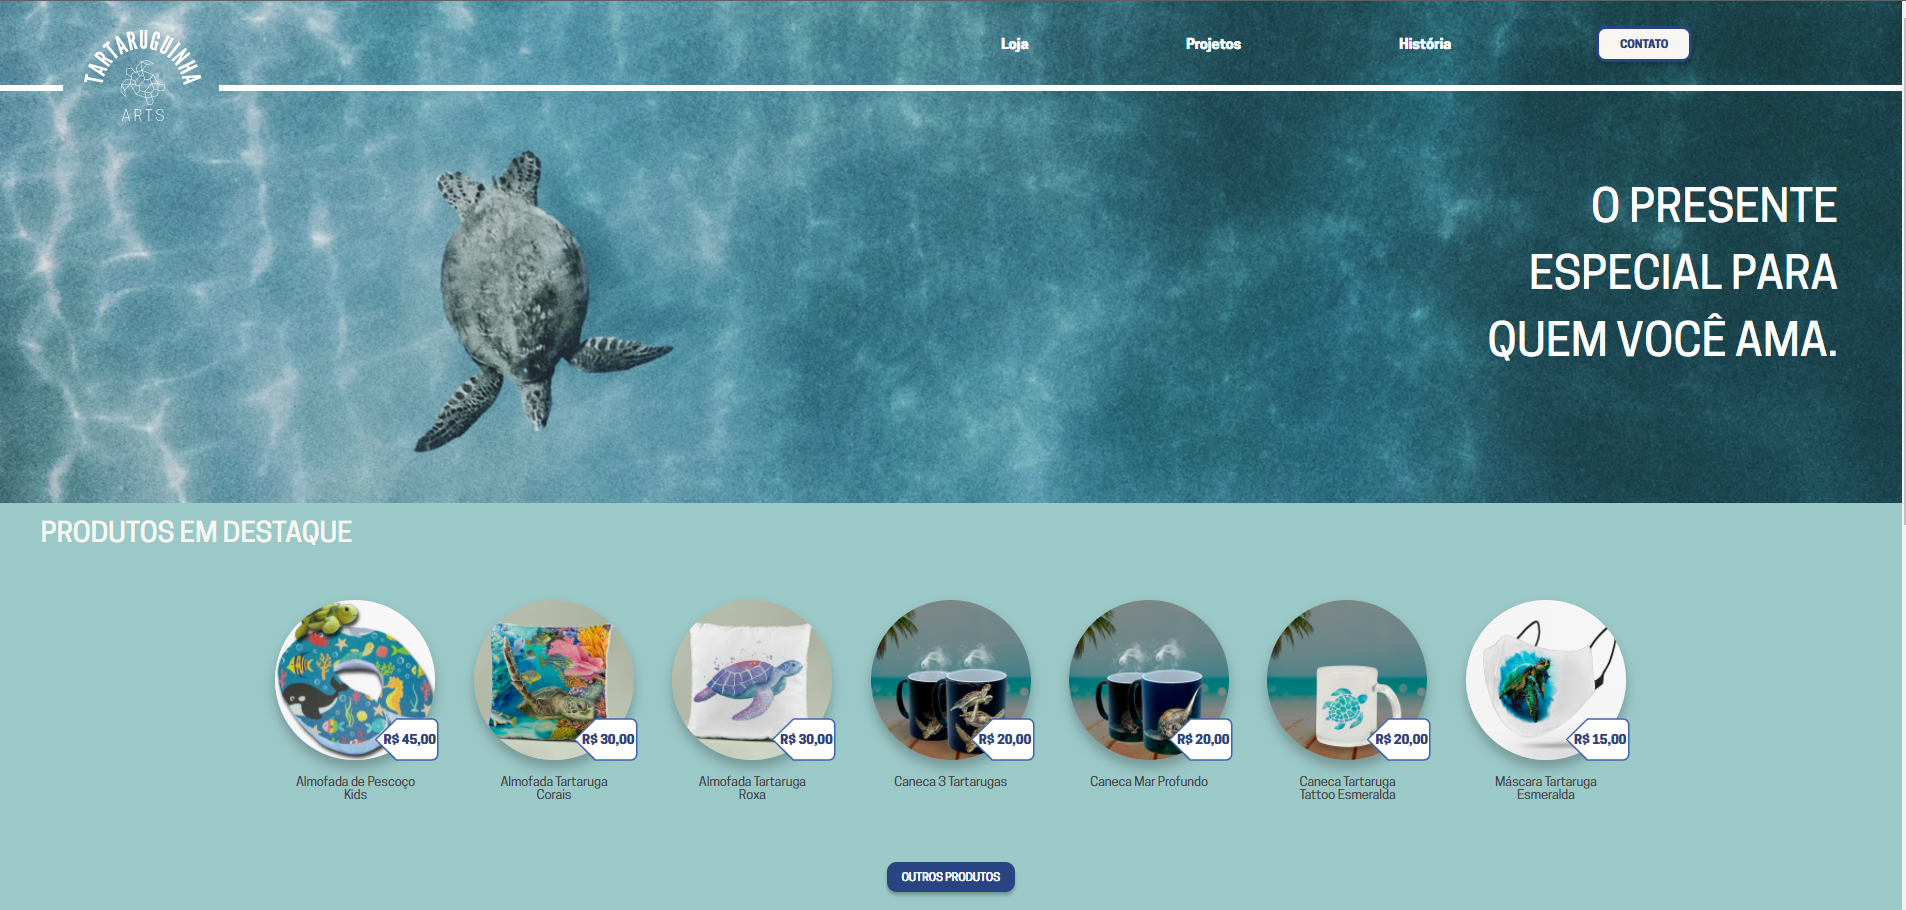 TARTARUGUINHA
ARTS
Loja
Projetos
História
CONTATO
O PRESENTE
ESPECIAL PARA
QUEM VOCÊ AMA.
PRODUTOS EM DESTAQUE
R$ 45,00
R$ 30,00
R$ 30,00
R$ 20,00
R$ 20,00
R$ 20,00
R$ 15,00
Almofada de Pescoço
Kids
Almofada Tartaruga
Corais
Almofada Tartaruga
Roxa
Caneca 3 Tartarugas
Caneca Mar Profundo
Caneca Tartaruga
Tattoo Esmeralda
Máscara Tartaruga
Esmeralda
OUTROS PRODUTOS